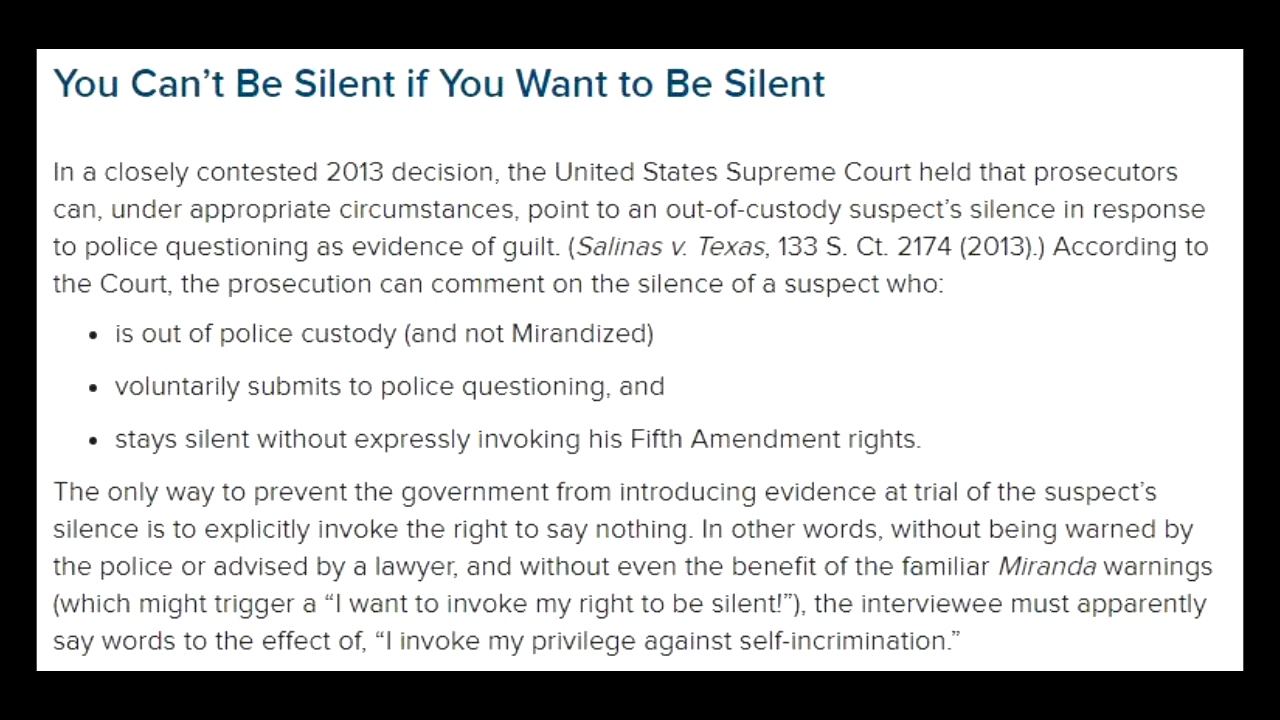 You Can’t Be Silent if You Want to Be Silent
In a closely contested 2013 decision, the United States Supreme Court held that prosecutors
can, under appropriate circumstances, point to an out-of-custody suspect’s silence in response
to police questioning as evidence of guilt. (Salinas v. Texas, 133 S. Ct. 2174 (2013).) According to
the Court, the prosecution can comment on the silence of a suspect who:
• is out of police custody (and not Mirandized)
• voluntarily submits to police questioning, and
• stays silent without expressly invoking his Fifth Amendment rights.
The only way to prevent the government from introducing evidence at trial of the suspect’s
silence is to explicitly invoke the right to say nothing. In other words, without being warned by
the police or advised by a lawyer, and without even the benefit of the familiar Miranda warnings
(which might trigger a “I want to invoke my right to be silent!”), the interviewee must apparently
say words to the effect of, “I invoke my privilege against self-incrimination.”